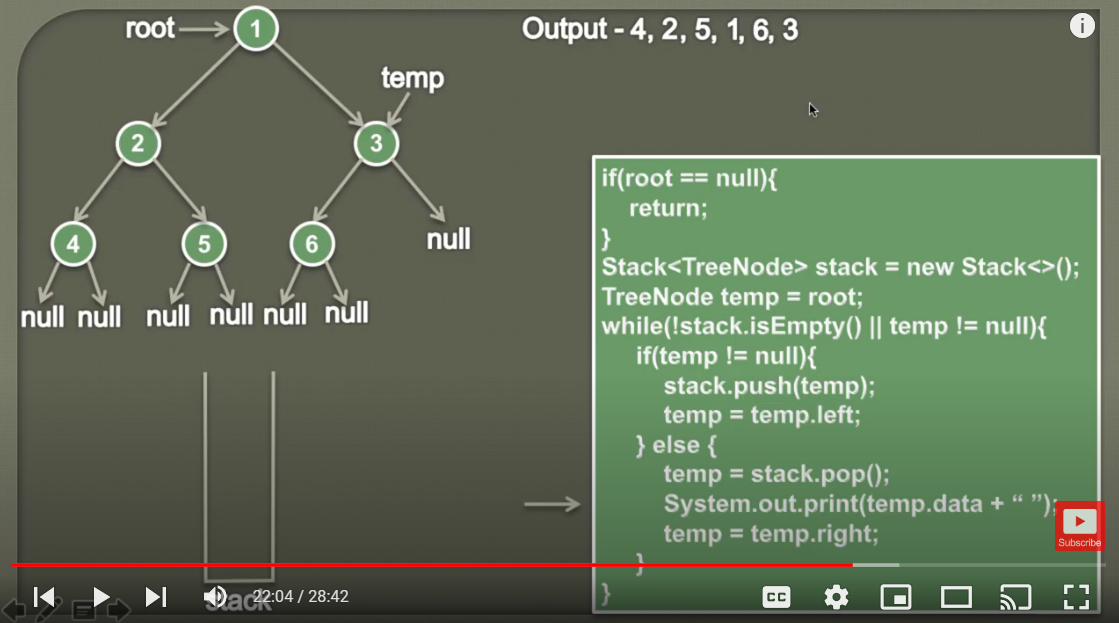 root
1
Output - 4, 2, 5, 1, 6, 3
temp
2
3
4
5
6
null
null null null null null null
if(root == null){
return;
}
Stack<TreeNode> stack = new Stack<>();
TreeNode temp = root;
while(!stack.isEmpty() || temp != null){
if(temp != null){
stack.push(temp);
temp = temp.left;
} else {
temp = stack.pop();
System.out.print(temp.data + “ ”);
temp = temp.right;
}
}
Subscribe
stack
22:04 / 28:42
CC
i